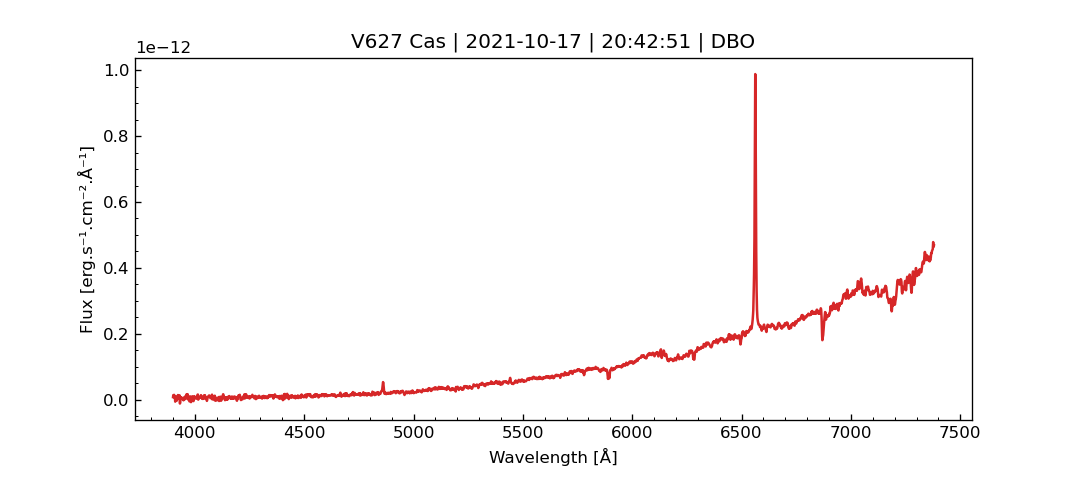 V627 Cas | 2021-10-17 | 20:42:51 | DBO
1e−12
1.0
0.8
0.6
0.4
0.2
0.0
Flux [erg.s⁻¹.cm⁻².Å⁻¹]
4000 4500 5000 5500 6000 6500 7000 7500
Wavelength [Å]